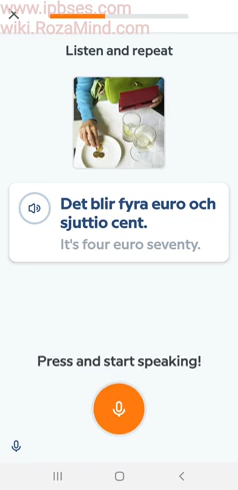 www.ipbses.com
wiki.RozaMind.com
Listen and repeat
Det blir fyra euro och
sjuttio cent.
It's four euro seventy.
Press and start speaking!